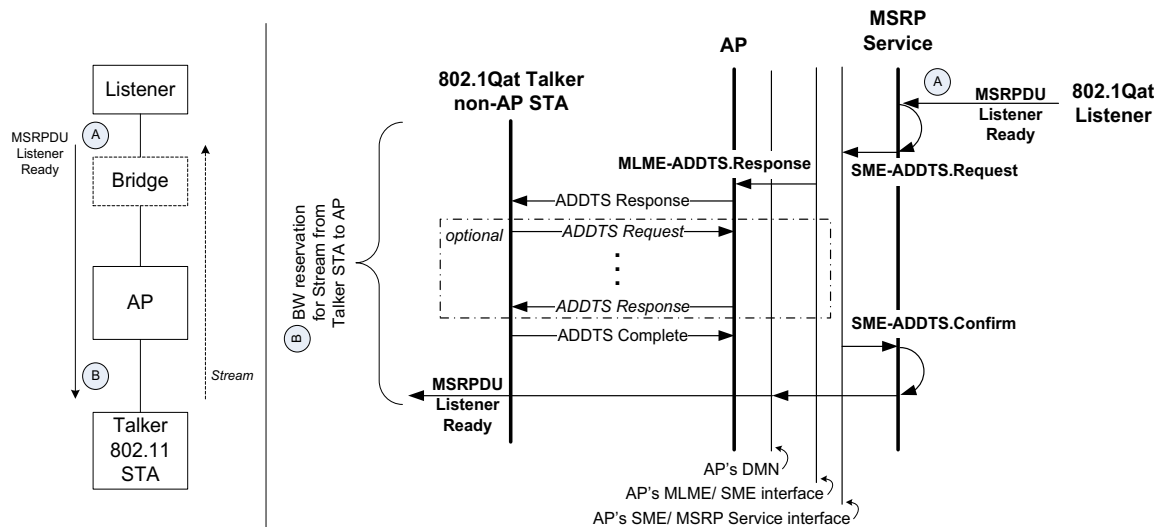 Listener
MSRPDU
Listener
Ready
A
Bridge
AP
B
Stream
Talker
802.11
STA
B BW reservation
for Stream from
Talker STA to AP
802.1Qat Talker
non-AP STA
AP
MSRP
Service
A
MSRPDU
Listener
Ready
802.1Qat
Listener
SME-ADDTS.Request
MLME-ADDTS.Response
ADDTS Response
optional
ADDTS Request
ADDTS Response
ADDTS Complete
SME-ADDTS.Confirm
MSRPDU
Listener
Ready
AP's DMN
AP's MLME/ SME interface
AP's SME/ MSRP Service interface